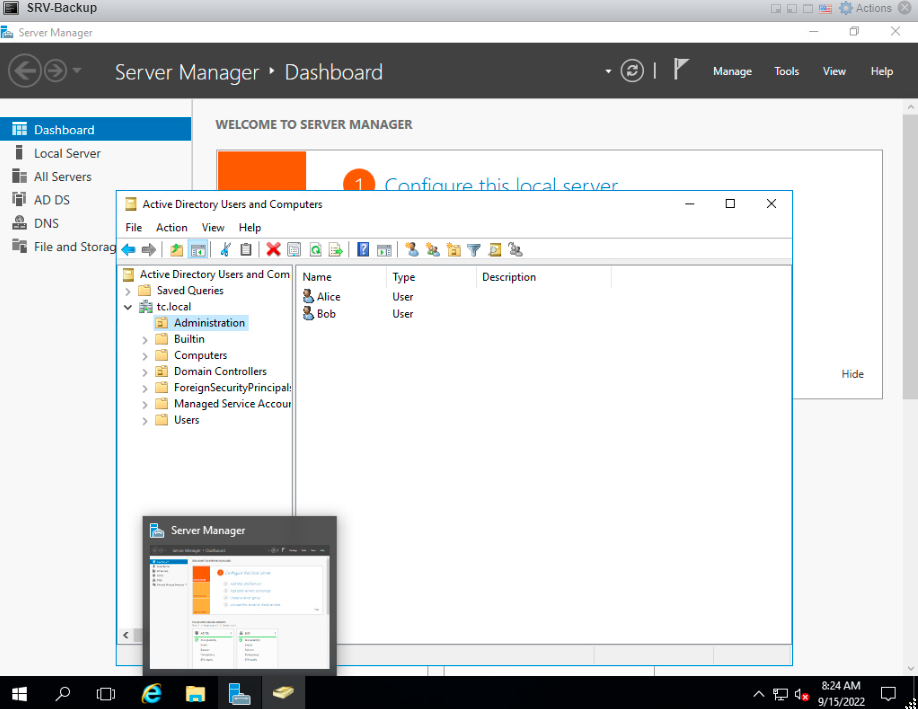 SRV-Backup
Actions
Server Manager
Server Manager ‣ Dashboard
Manage Tools View Help
Dashboard
Local Server
All Servers
AD DS
DNS
File and Storag
WELCOME TO SERVER MANAGER
1 Configure this local server
Hide
Active Directory Users and Computers
File Action View Help
Active Directory Users and Com
Saved Queries
tc.local
Administration
Builtin
Computers
Domain Controllers
ForeignSecurityPrincipals
Managed Service Accour
Users
Name Type Description
Alice User
Bob User
Server Manager
8:24 AM
9/15/2022